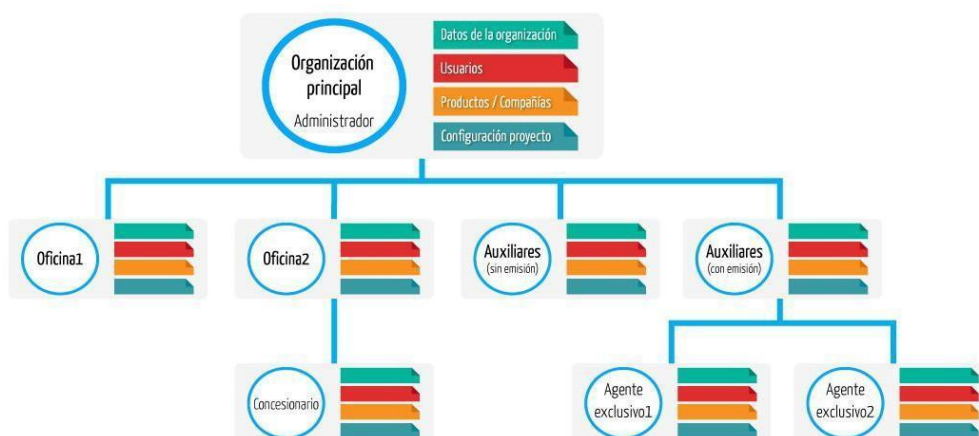 Organización
principal
Administrador
Datos de la organización
Usuarios
Productos / Compañías
Configuración proyecto
Oficina1
Oficina2
Auxiliares
(sin emisión)
Auxiliares
(con emisión)
Concesionario
Agente
exclusivo1
Agente
exclusivo2